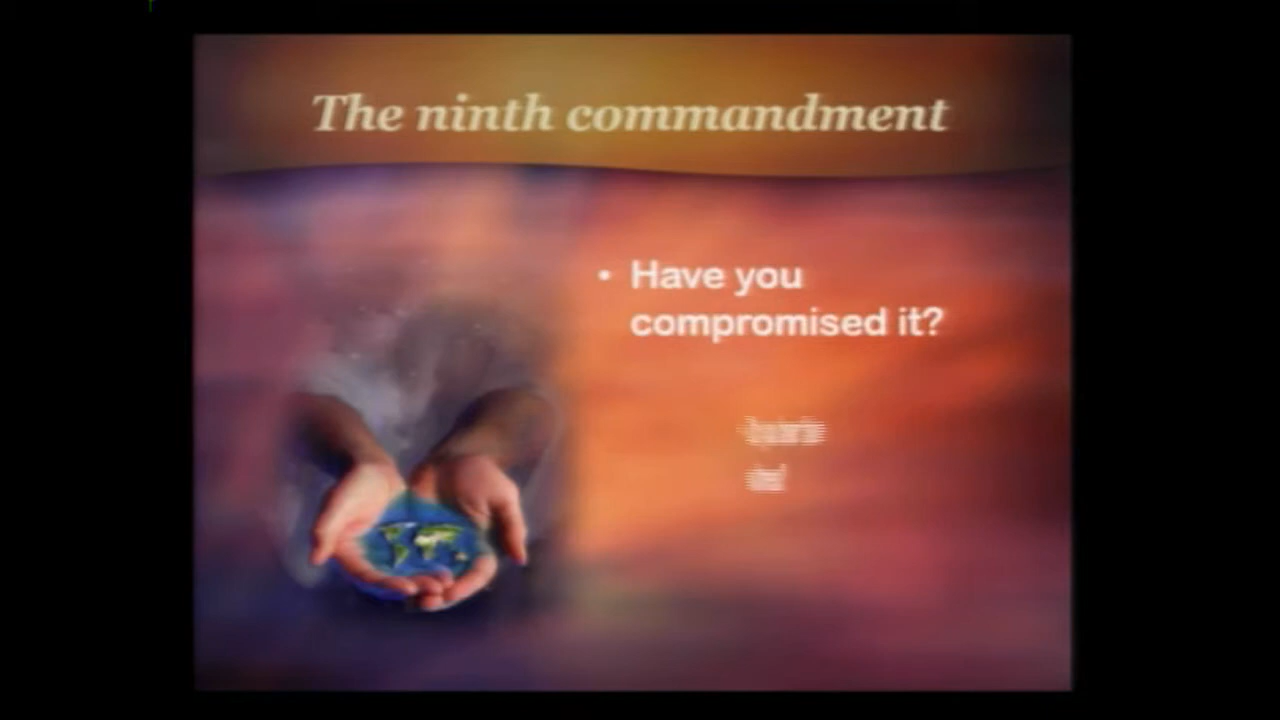 The ninth commandment
• Have you
compromised it?